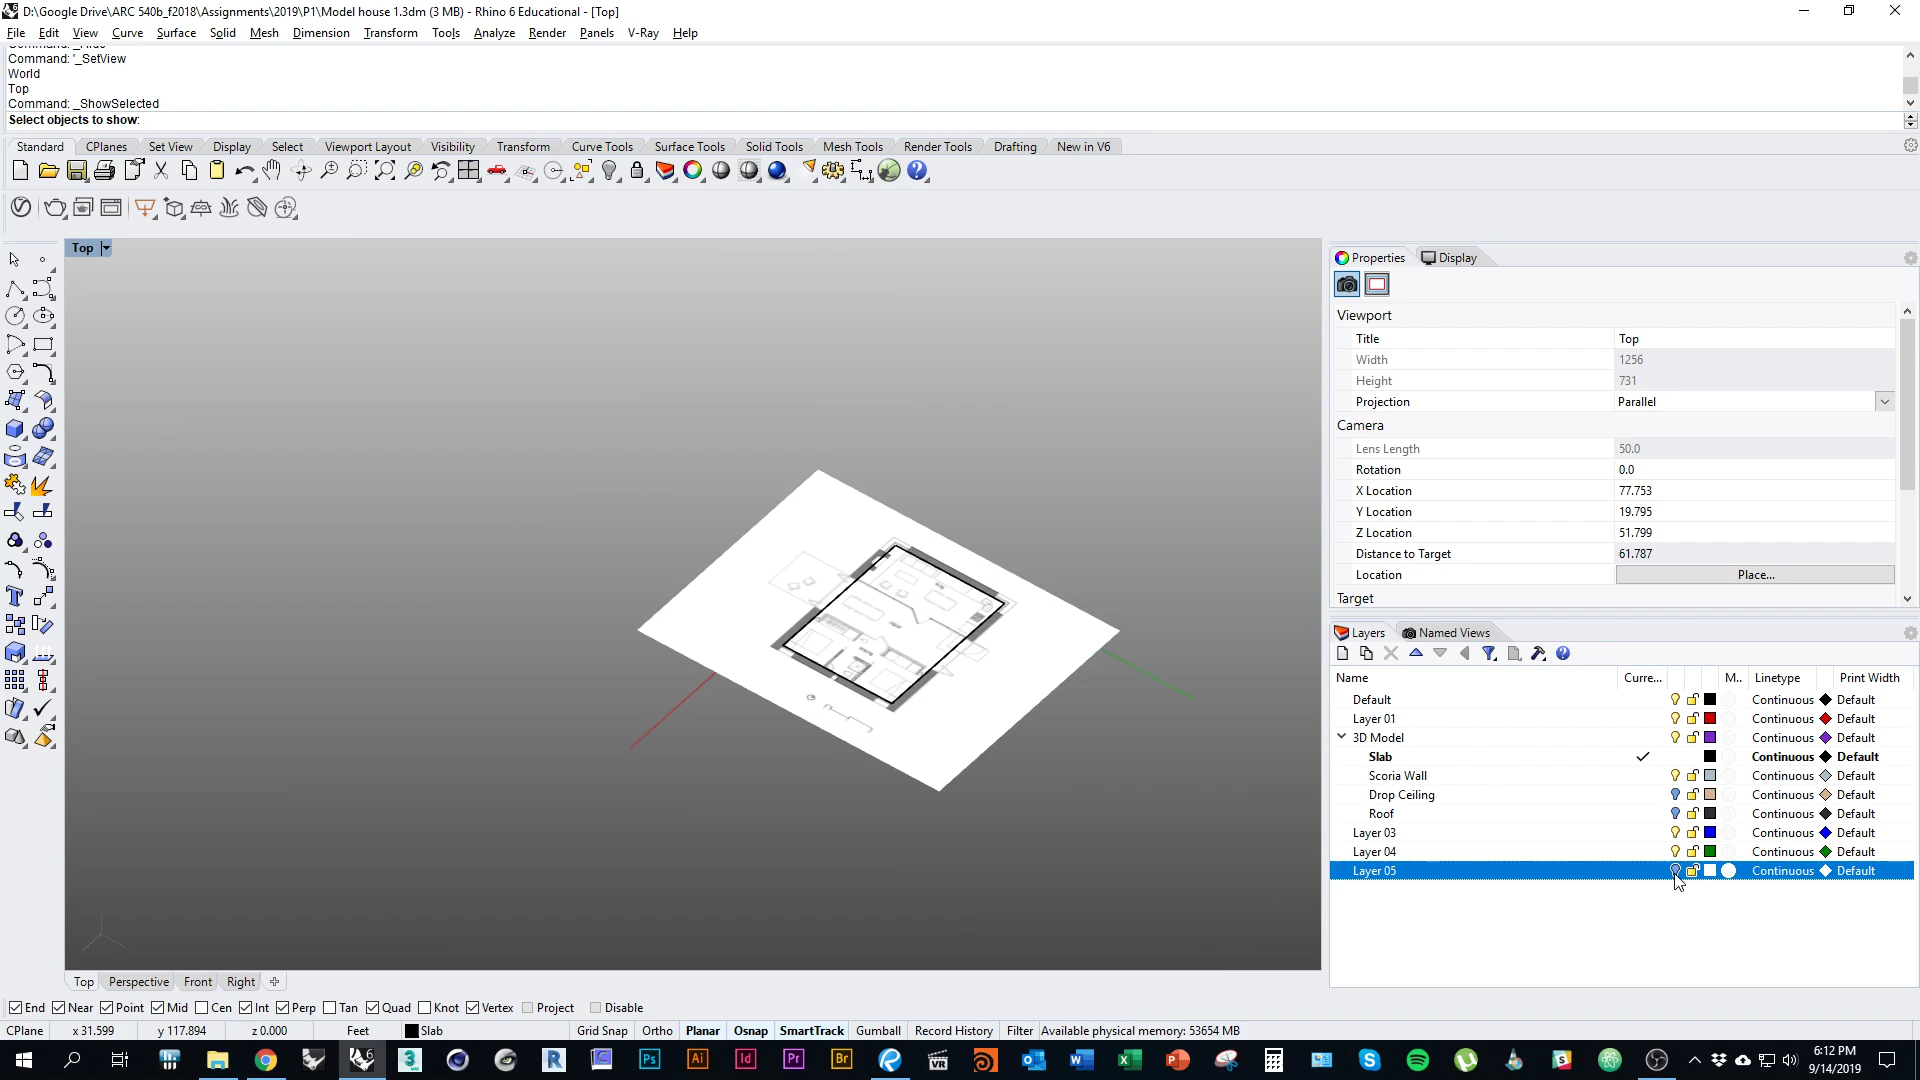 D:\Google Drive\ARC 540b_f2018\Assignments\2019\P1\Model house 1.3dm (3 MB) - Rhino 6 Educational - [Top]
File Edit View Curve Surface Solid Mesh Dimension Transform Tools Analyze Render Panels V-Ray Help
Command: _Hide
Command: '_SetView
World
Top
Command: _ShowSelected
Select objects to show:
Standard CPlanes Set View Display Select Viewport Layout Visibility Transform Curve Tools Surface Tools Solid Tools Mesh Tools Render Tools Drafting New in V6
Top
Properties Display
Viewport
Title Top
Width 1256
Height 731
Projection Parallel
Camera
Lens Length 50.0
Rotation 0.0
X Location 77.753
Y Location 19.795
Z Location 51.799
Distance to Target 61.787
Location Place...
Target
Layers Named Views
Name Curre... M.. Linetype Print Width
Default Continuous Default
Layer 01 Continuous Default
3D Model Continuous Default
Slab Continuous Default
Scoria Wall Continuous Default
Drop Ceiling Continuous Default
Roof Continuous Default
Layer 03 Continuous Default
Layer 04 Continuous Default
Layer 05 Continuous Default
Top Perspective Front Right
End Near Point Mid Cen Int Perp Tan Quad Knot Vertex Project Disable
CPlane x 31.599 y 117.894 z 0.000 Feet Slab Grid Snap Ortho Planar Osnap SmartTrack Gumball Record History Filter Available physical memory: 53654 MB
6:12 PM
9/14/2019